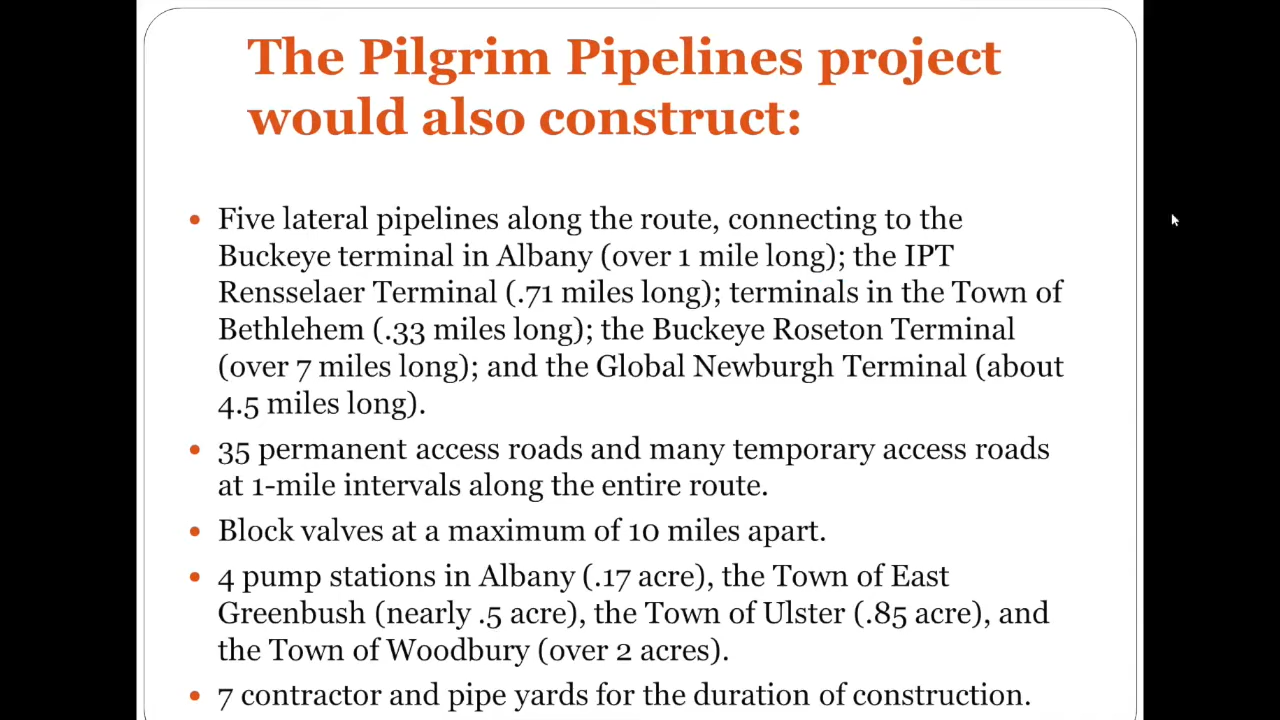 The Pilgrim Pipelines project
would also construct:
• Five lateral pipelines along the route, connecting to the
Buckeye terminal in Albany (over 1 mile long); the IPT
Rensselaer Terminal (.71 miles long); terminals in the Town of
Bethlehem (.33 miles long); the Buckeye Roseton Terminal
(over 7 miles long); and the Global Newburgh Terminal (about
4.5 miles long).
• 35 permanent access roads and many temporary access roads
at 1-mile intervals along the entire route.
• Block valves at a maximum of 10 miles apart.
• 4 pump stations in Albany (.17 acre), the Town of East
Greenbush (nearly .5 acre), the Town of Ulster (.85 acre), and
the Town of Woodbury (over 2 acres).
• 7 contractor and pipe yards for the duration of construction.